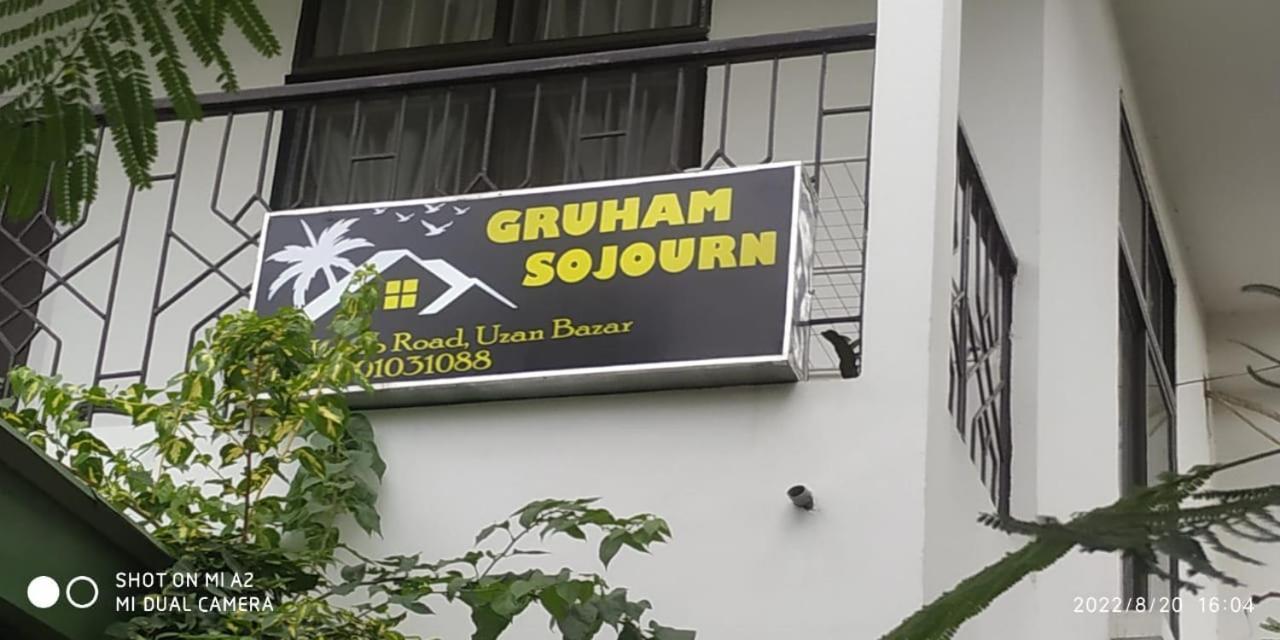 GRUHAM
SOJOURN
Road, Uzan Bazar
01031088
SHOT ON MI A2
MI DUAL CAMERA
2022/8/20 16:04